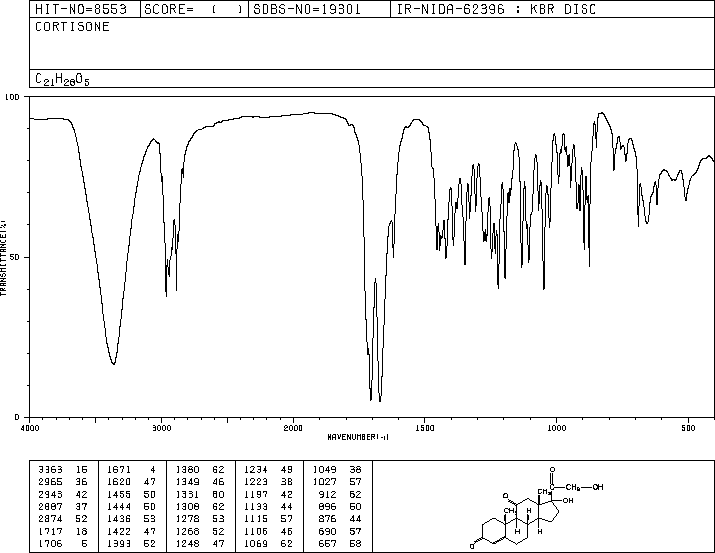 HIT-NO=8553 SCORE= ( ) SDBS-NO=19301 IR-NIDA-62396 : KBR DISC
CORTISONE
C21H28O5
100
50
0
TRANSMITTANCE(%)
4000 3000 2000 1500 1000 500
WAVENUMBER(-1)
3363 16 1671 4 1380 62 1234 49 1049 38
2965 36 1620 47 1349 46 1223 38 1027 57
2943 42 1455 50 1331 60 1197 42 912 62
2887 37 1444 50 1308 62 1133 44 896 50
2874 52 1436 53 1278 53 1115 57 876 44
1717 18 1422 47 1268 52 1106 46 690 57
1706 5 1393 52 1248 47 1069 62 657 58
O
C CH2 OH
CH3
O OH
CH3
H
H H
O